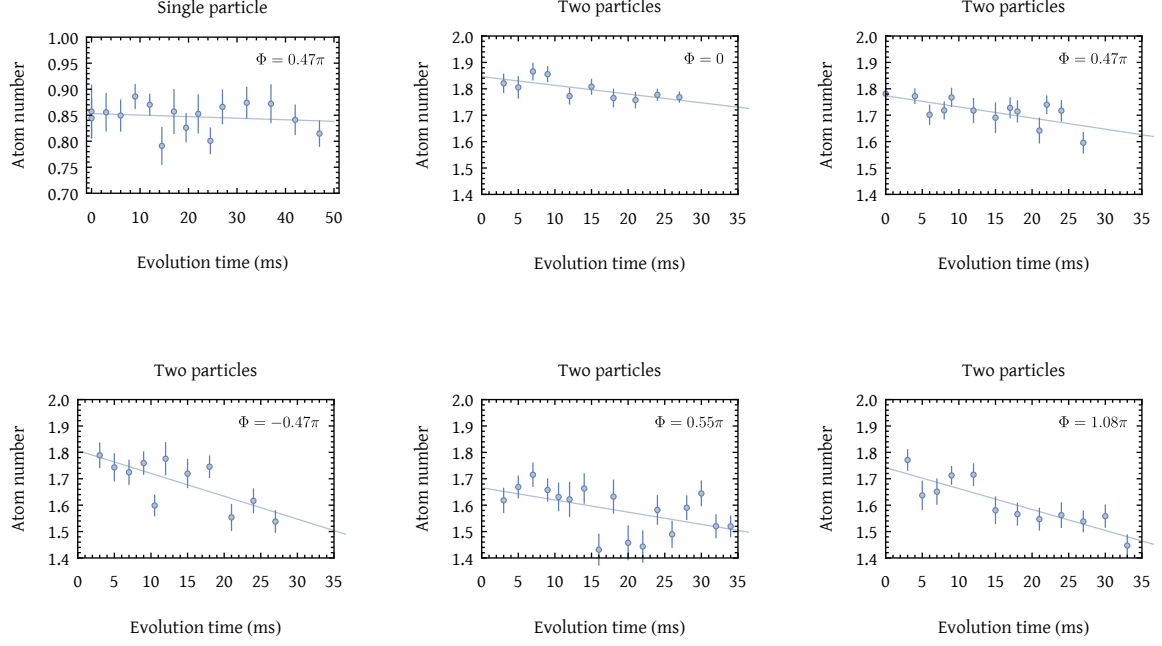 Single particle
Two particles
Two particles
Atom number
1.00
0.95
0.90
0.85
0.80
0.75
0.70
Φ = 0.47π
0 10 20 30 40 50
Evolution time (ms)
Atom number
2.0
1.9
1.8
1.7
1.6
1.5
1.4
Φ = 0
0 5 10 15 20 25 30 35
Evolution time (ms)
Atom number
2.0
1.9
1.8
1.7
1.6
1.5
1.4
Φ = 0.47π
0 5 10 15 20 25 30 35
Evolution time (ms)
Two particles
Two particles
Two particles
Atom number
2.0
1.9
1.8
1.7
1.6
1.5
1.4
Φ = −0.47π
0 5 10 15 20 25 30 35
Evolution time (ms)
Atom number
2.0
1.9
1.8
1.7
1.6
1.5
1.4
Φ = 0.55π
0 5 10 15 20 25 30 35
Evolution time (ms)
Atom number
2.0
1.9
1.8
1.7
1.6
1.5
1.4
Φ = 1.08π
0 5 10 15 20 25 30 35
Evolution time (ms)